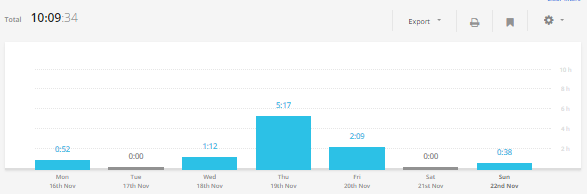 Total 10:09:34
Export
10 h
8 h
6 h
4 h
2 h
0:52 0:00 1:12 5:17 2:09 0:00 0:38
Mon Tue Wed Thu Fri Sat Sun
16th Nov 17th Nov 18th Nov 19th Nov 20th Nov 21st Nov 22nd Nov